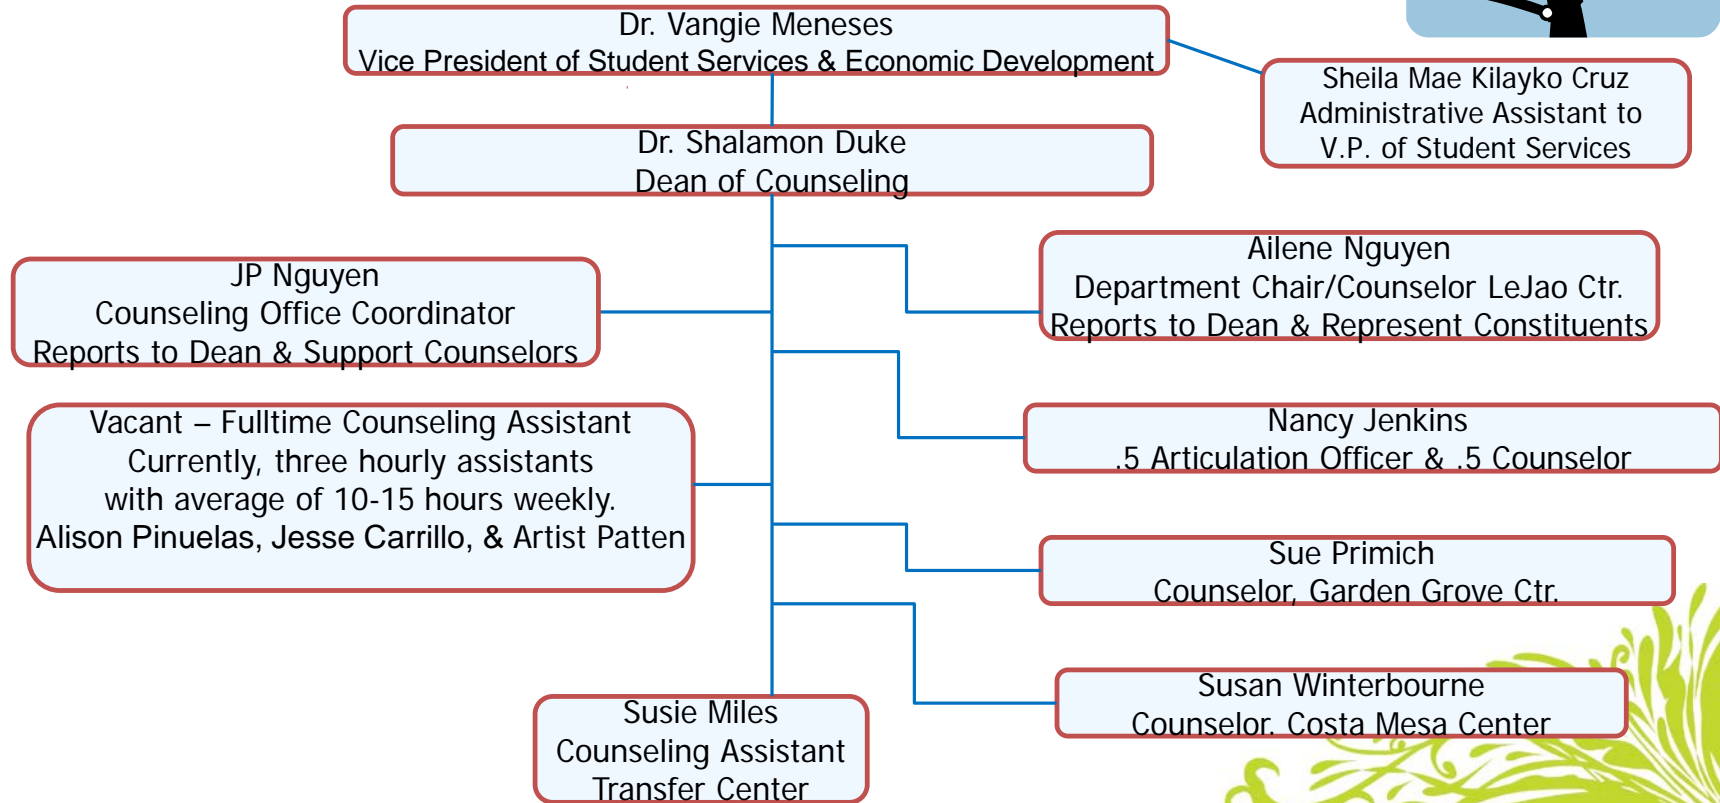 Dr. Vangie Meneses
Vice President of Student Services & Economic Development
Sheila Mae Kilayko Cruz
Administrative Assistant to
V.P. of Student Services
Dr. Shalamon Duke
Dean of Counseling
JP Nguyen
Counseling Office Coordinator
Reports to Dean & Support Counselors
Ailene Nguyen
Department Chair/Counselor LeJao Ctr.
Reports to Dean & Represent Constituents
Vacant – Fulltime Counseling Assistant
Currently, three hourly assistants
with average of 10-15 hours weekly.
Alison Pinuelas, Jesse Carrillo, & Artist Patten
Nancy Jenkins
.5 Articulation Officer & .5 Counselor
Sue Primich
Counselor, Garden Grove Ctr.
Susan Winterbourne
Counselor. Costa Mesa Center
Susie Miles
Counseling Assistant
Transfer Center